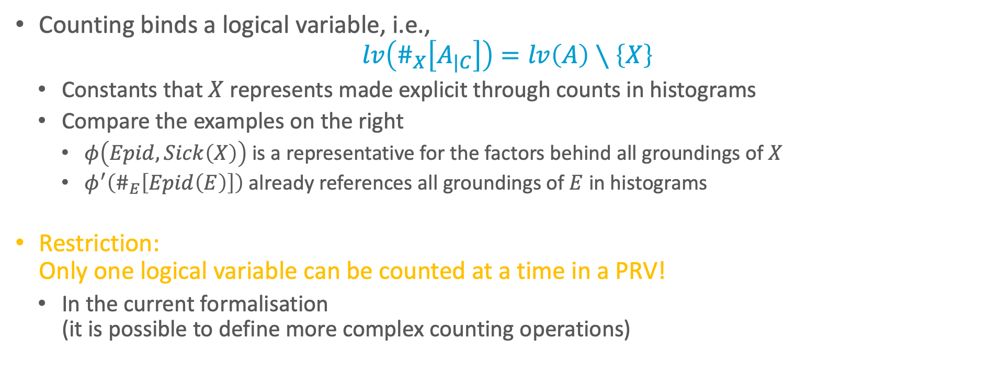 • Counting binds a logical variable, i.e.,
lv(#_X[A_{|C}]) = lv(A) \ {X}
• Constants that X represents made explicit through counts in histograms
• Compare the examples on the right
• ϕ(Epid, Sick(X)) is a representative for the factors behind all groundings of X
• ϕ′(#_E[Epid(E)]) already references all groundings of E in histograms
• Restriction:
Only one logical variable can be counted at a time in a PRV!
• In the current formalisation
(it is possible to define more complex counting operations)